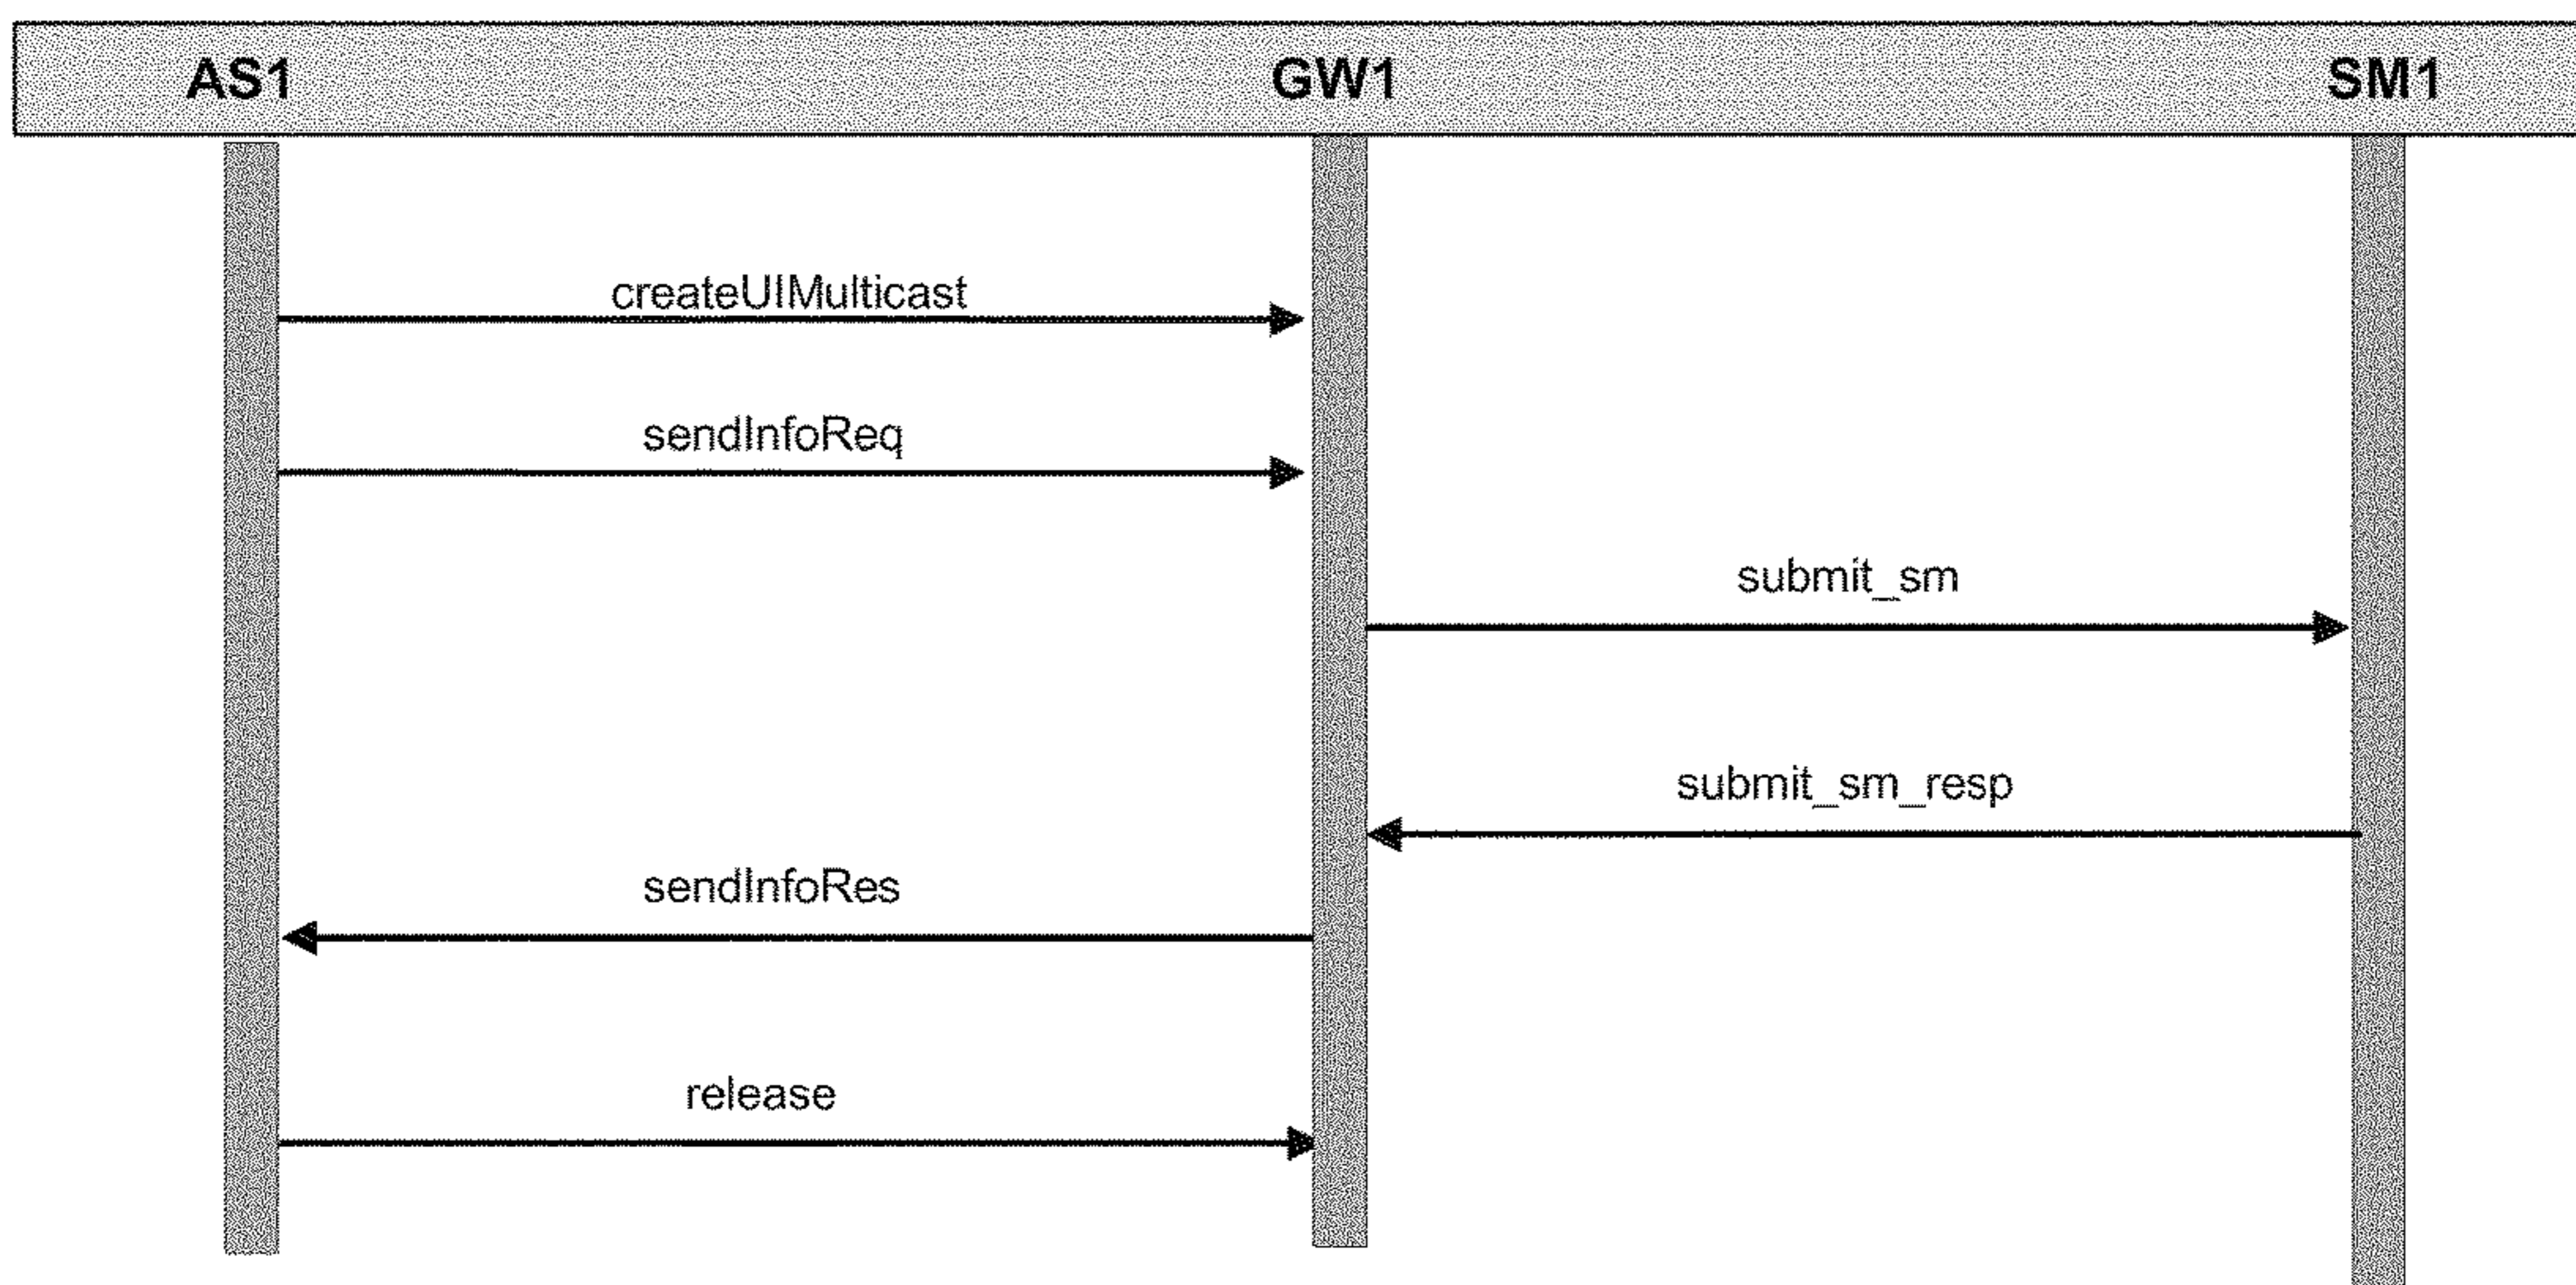 AS1 GW1 SM1
createUIMulticast
sendInfoReq
submit_sm
submit_sm_resp
sendInfoRes
release